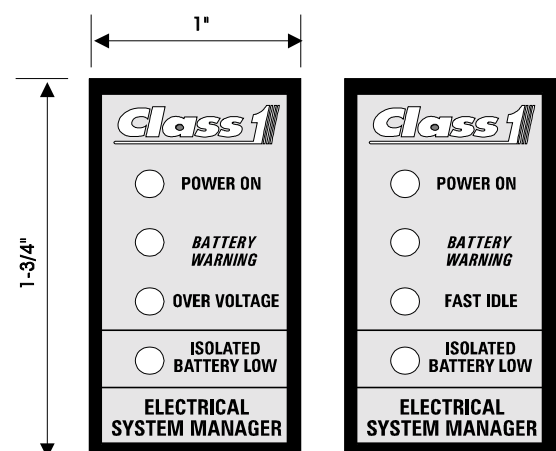 1"
1-3/4"
Class 1
POWER ON
BATTERY
WARNING
OVER VOLTAGE
ISOLATED
BATTERY LOW
ELECTRICAL
SYSTEM MANAGER
Class 1
POWER ON
BATTERY
WARNING
FAST IDLE
ISOLATED
BATTERY LOW
ELECTRICAL
SYSTEM MANAGER